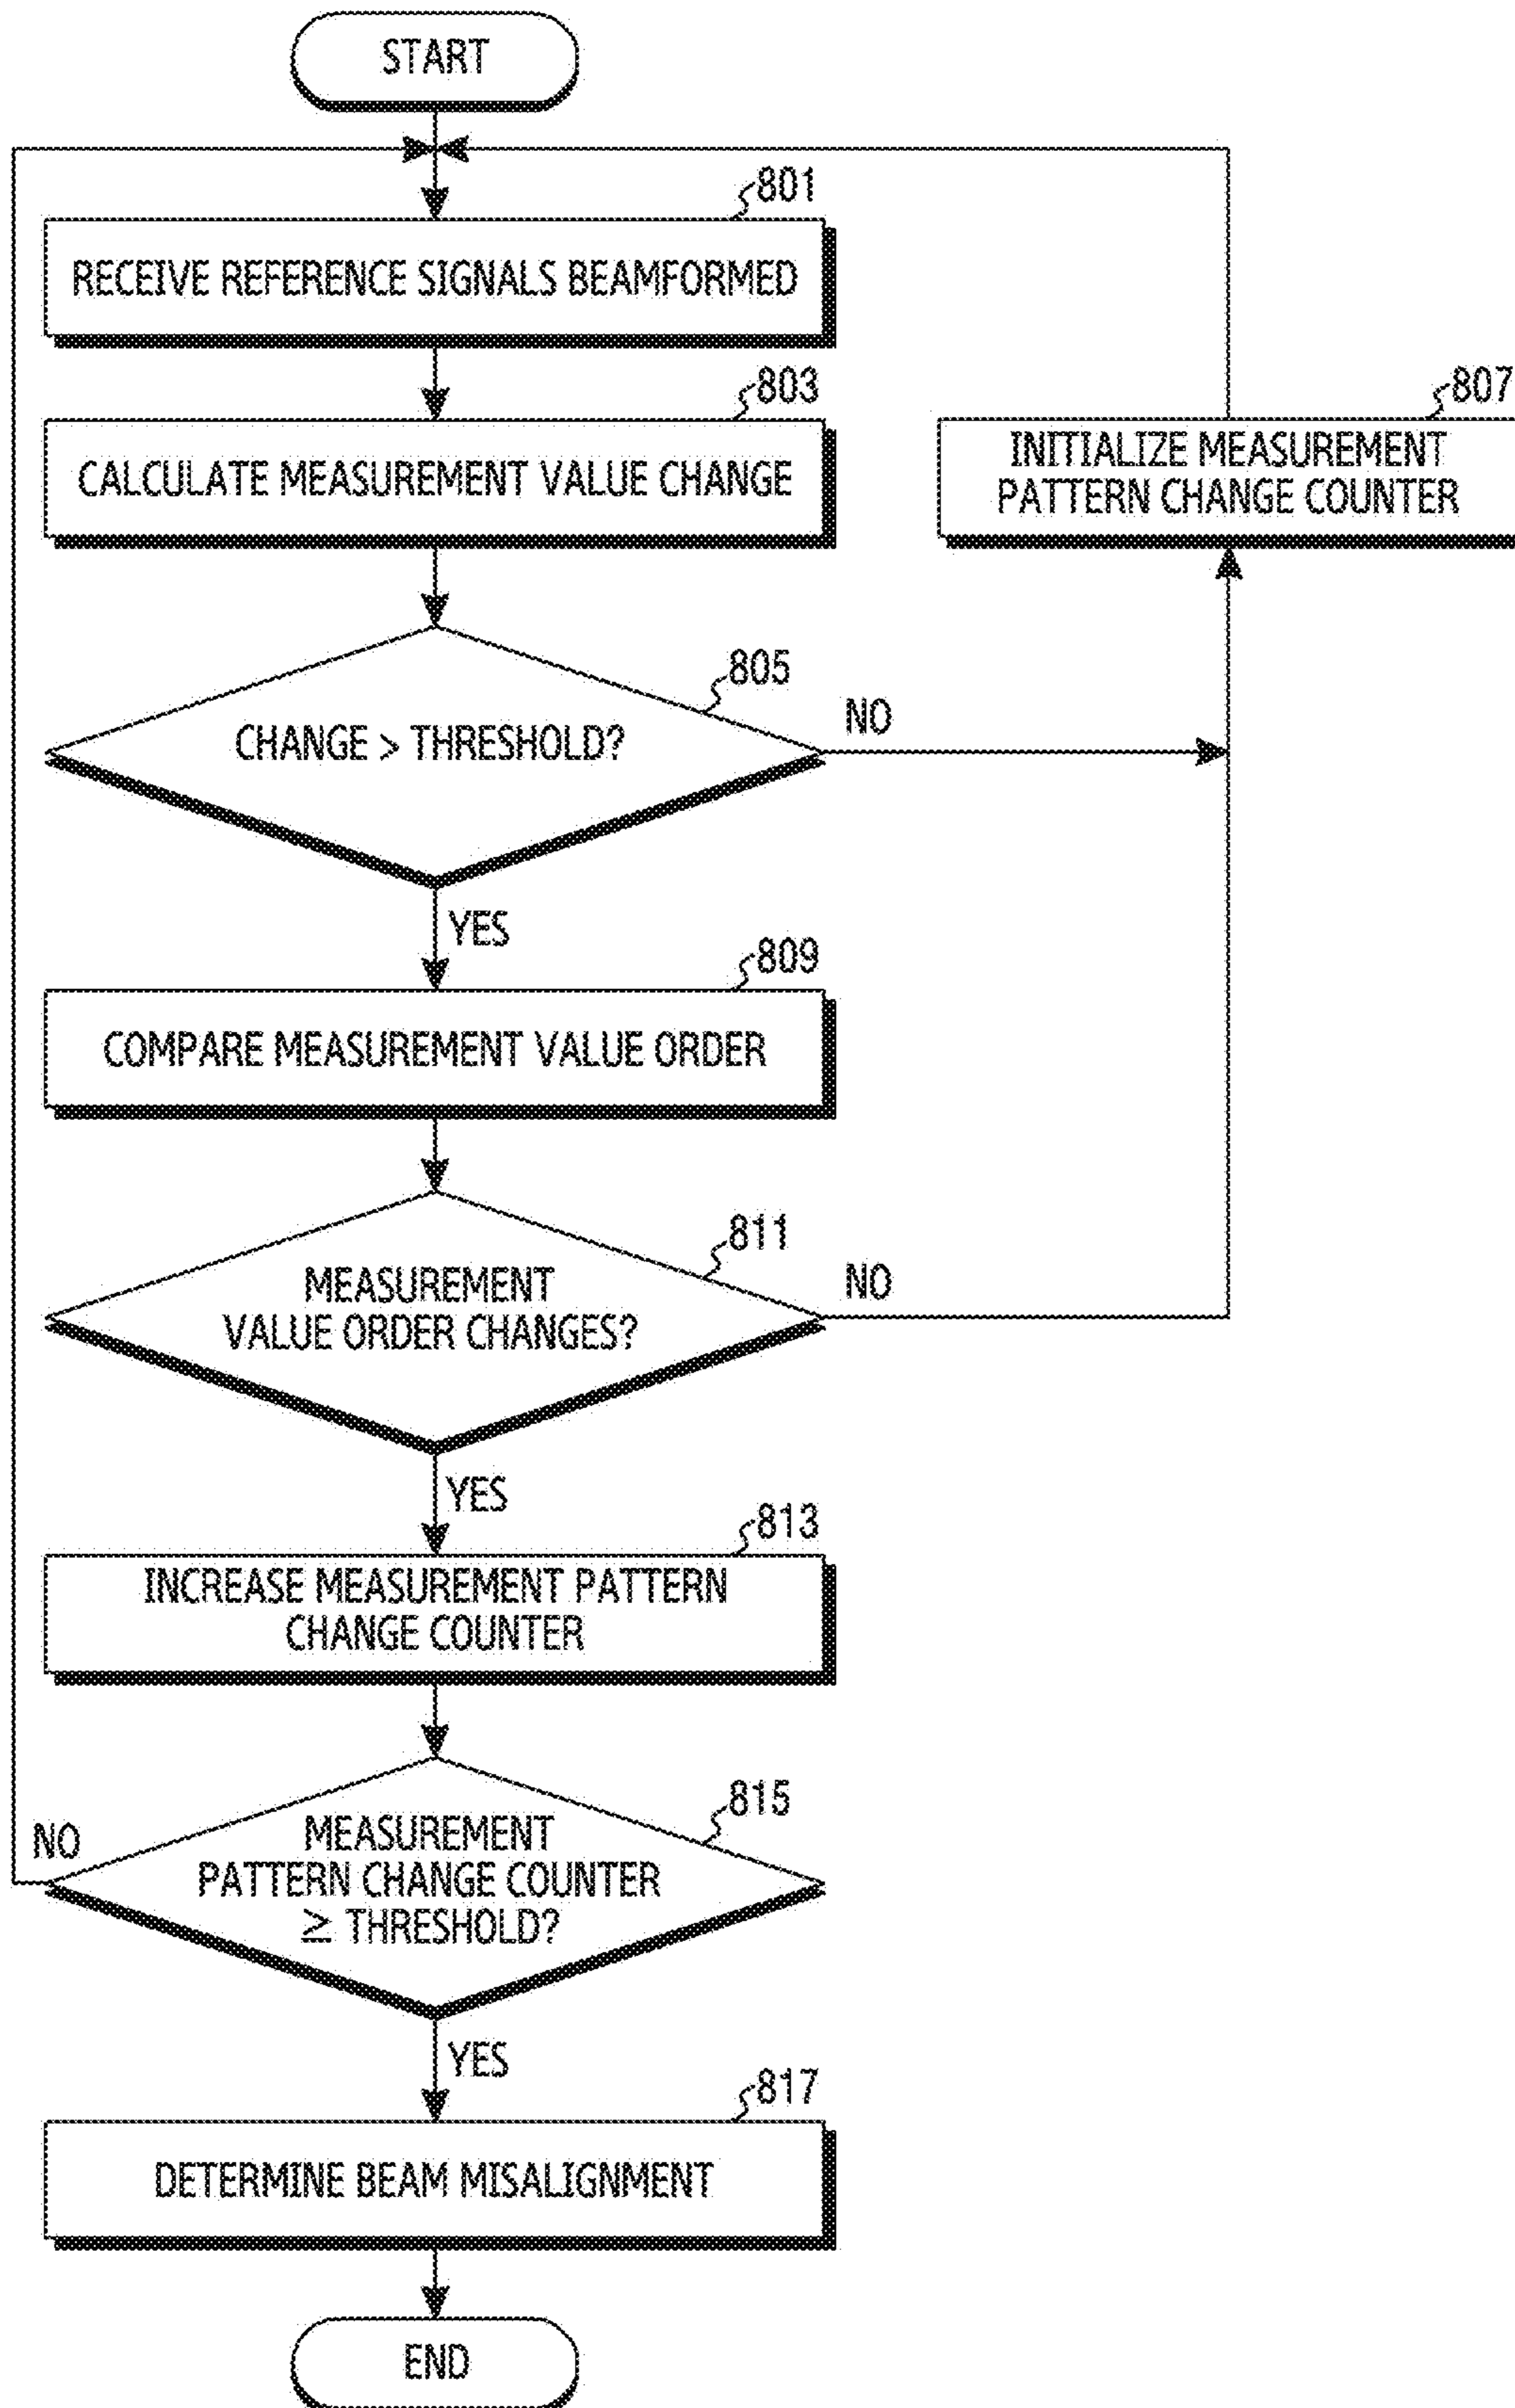 START
801
RECEIVE REFERENCE SIGNALS BEAMFORMED
803
CALCULATE MEASUREMENT VALUE CHANGE
807
INITIALIZE MEASUREMENT
PATTERN CHANGE COUNTER
805
CHANGE > THRESHOLD?
NO
YES
809
COMPARE MEASUREMENT VALUE ORDER
811
MEASUREMENT
VALUE ORDER CHANGES?
NO
YES
813
INCREASE MEASUREMENT PATTERN
CHANGE COUNTER
815
NO
MEASUREMENT
PATTERN CHANGE COUNTER
≥ THRESHOLD?
YES
817
DETERMINE BEAM MISALIGNMENT
END